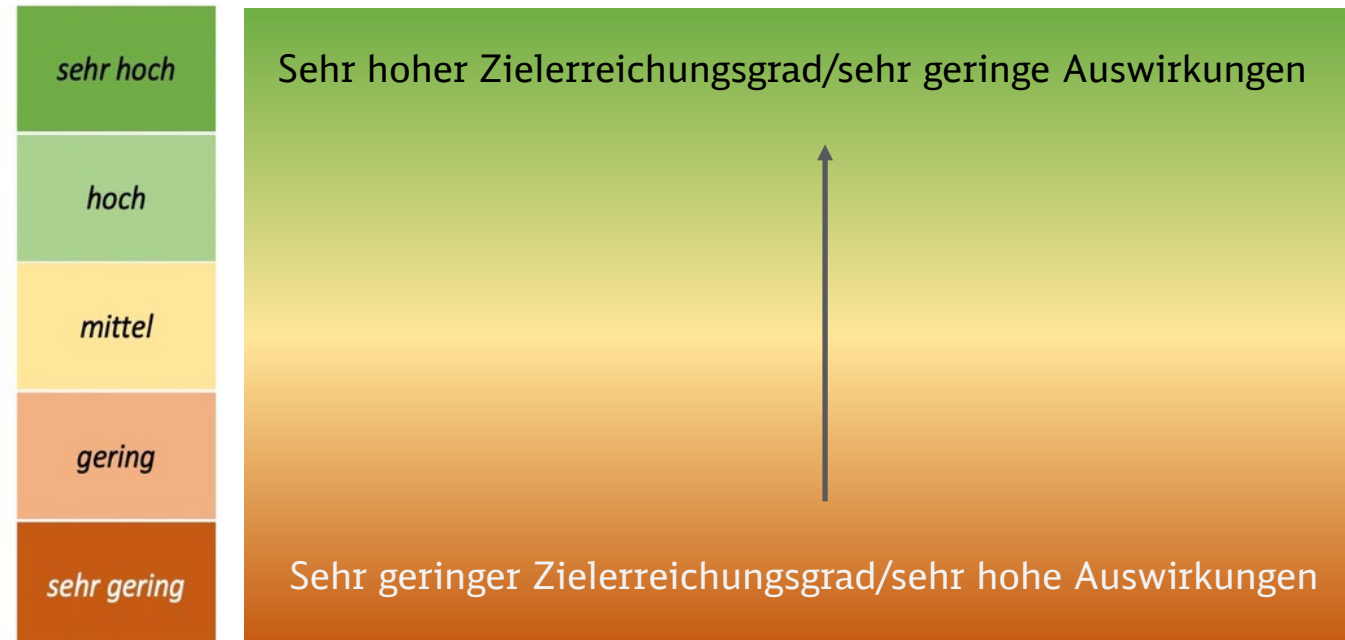 sehr hoch
hoch
mittel
gering
sehr gering
Sehr hoher Zielerreichungsgrad/sehr geringe Auswirkungen
Sehr geringer Zielerreichungsgrad/sehr hohe Auswirkungen